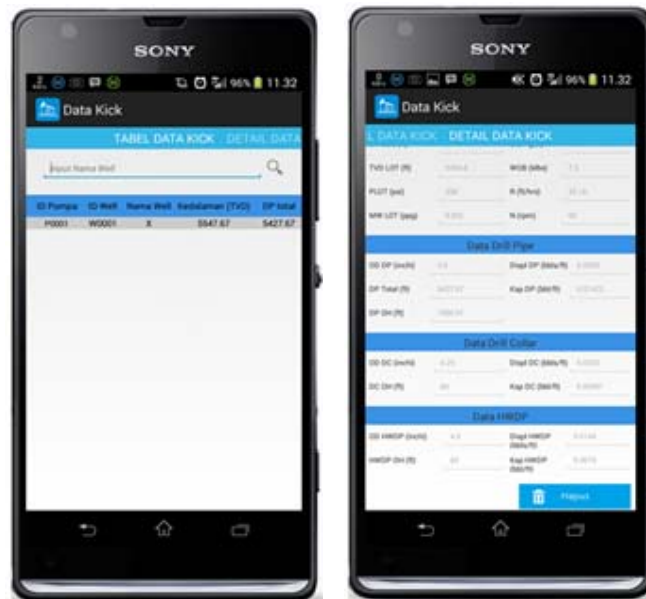 SONY
96% 11.32
Data Kick
TABEL DATA KICK DETAIL DATA
Input Nama Well
ID Pompa ID Well Nama Well Kedalaman (TVD) DP total
P0001 W0001 X 5547.67 5427.67
SONY
96% 11.32
Data Kick
L DATA KICK DETAIL DATA KICK
TVD LOT (ft) WOB (klbs)
PLOT (psi) R (ft/hrs)
MW LOT (ppg) N (rpm)
Data Drill Pipe
OD DP (inchi) Displ DP (bbls/ft)
DP Total (ft) Kap DP (bbl/ft)
DP OH (ft)
Data Drill Collar
OD DC (inchi) Displ DC (bbls/ft)
DC OH (ft) Kap DC (bbl/ft)
Data HWDP
OD HWDP (inchi) Displ HWDP (bbls/ft)
HWDP OH (ft) Kap HWDP (bbl/ft)
Hapus